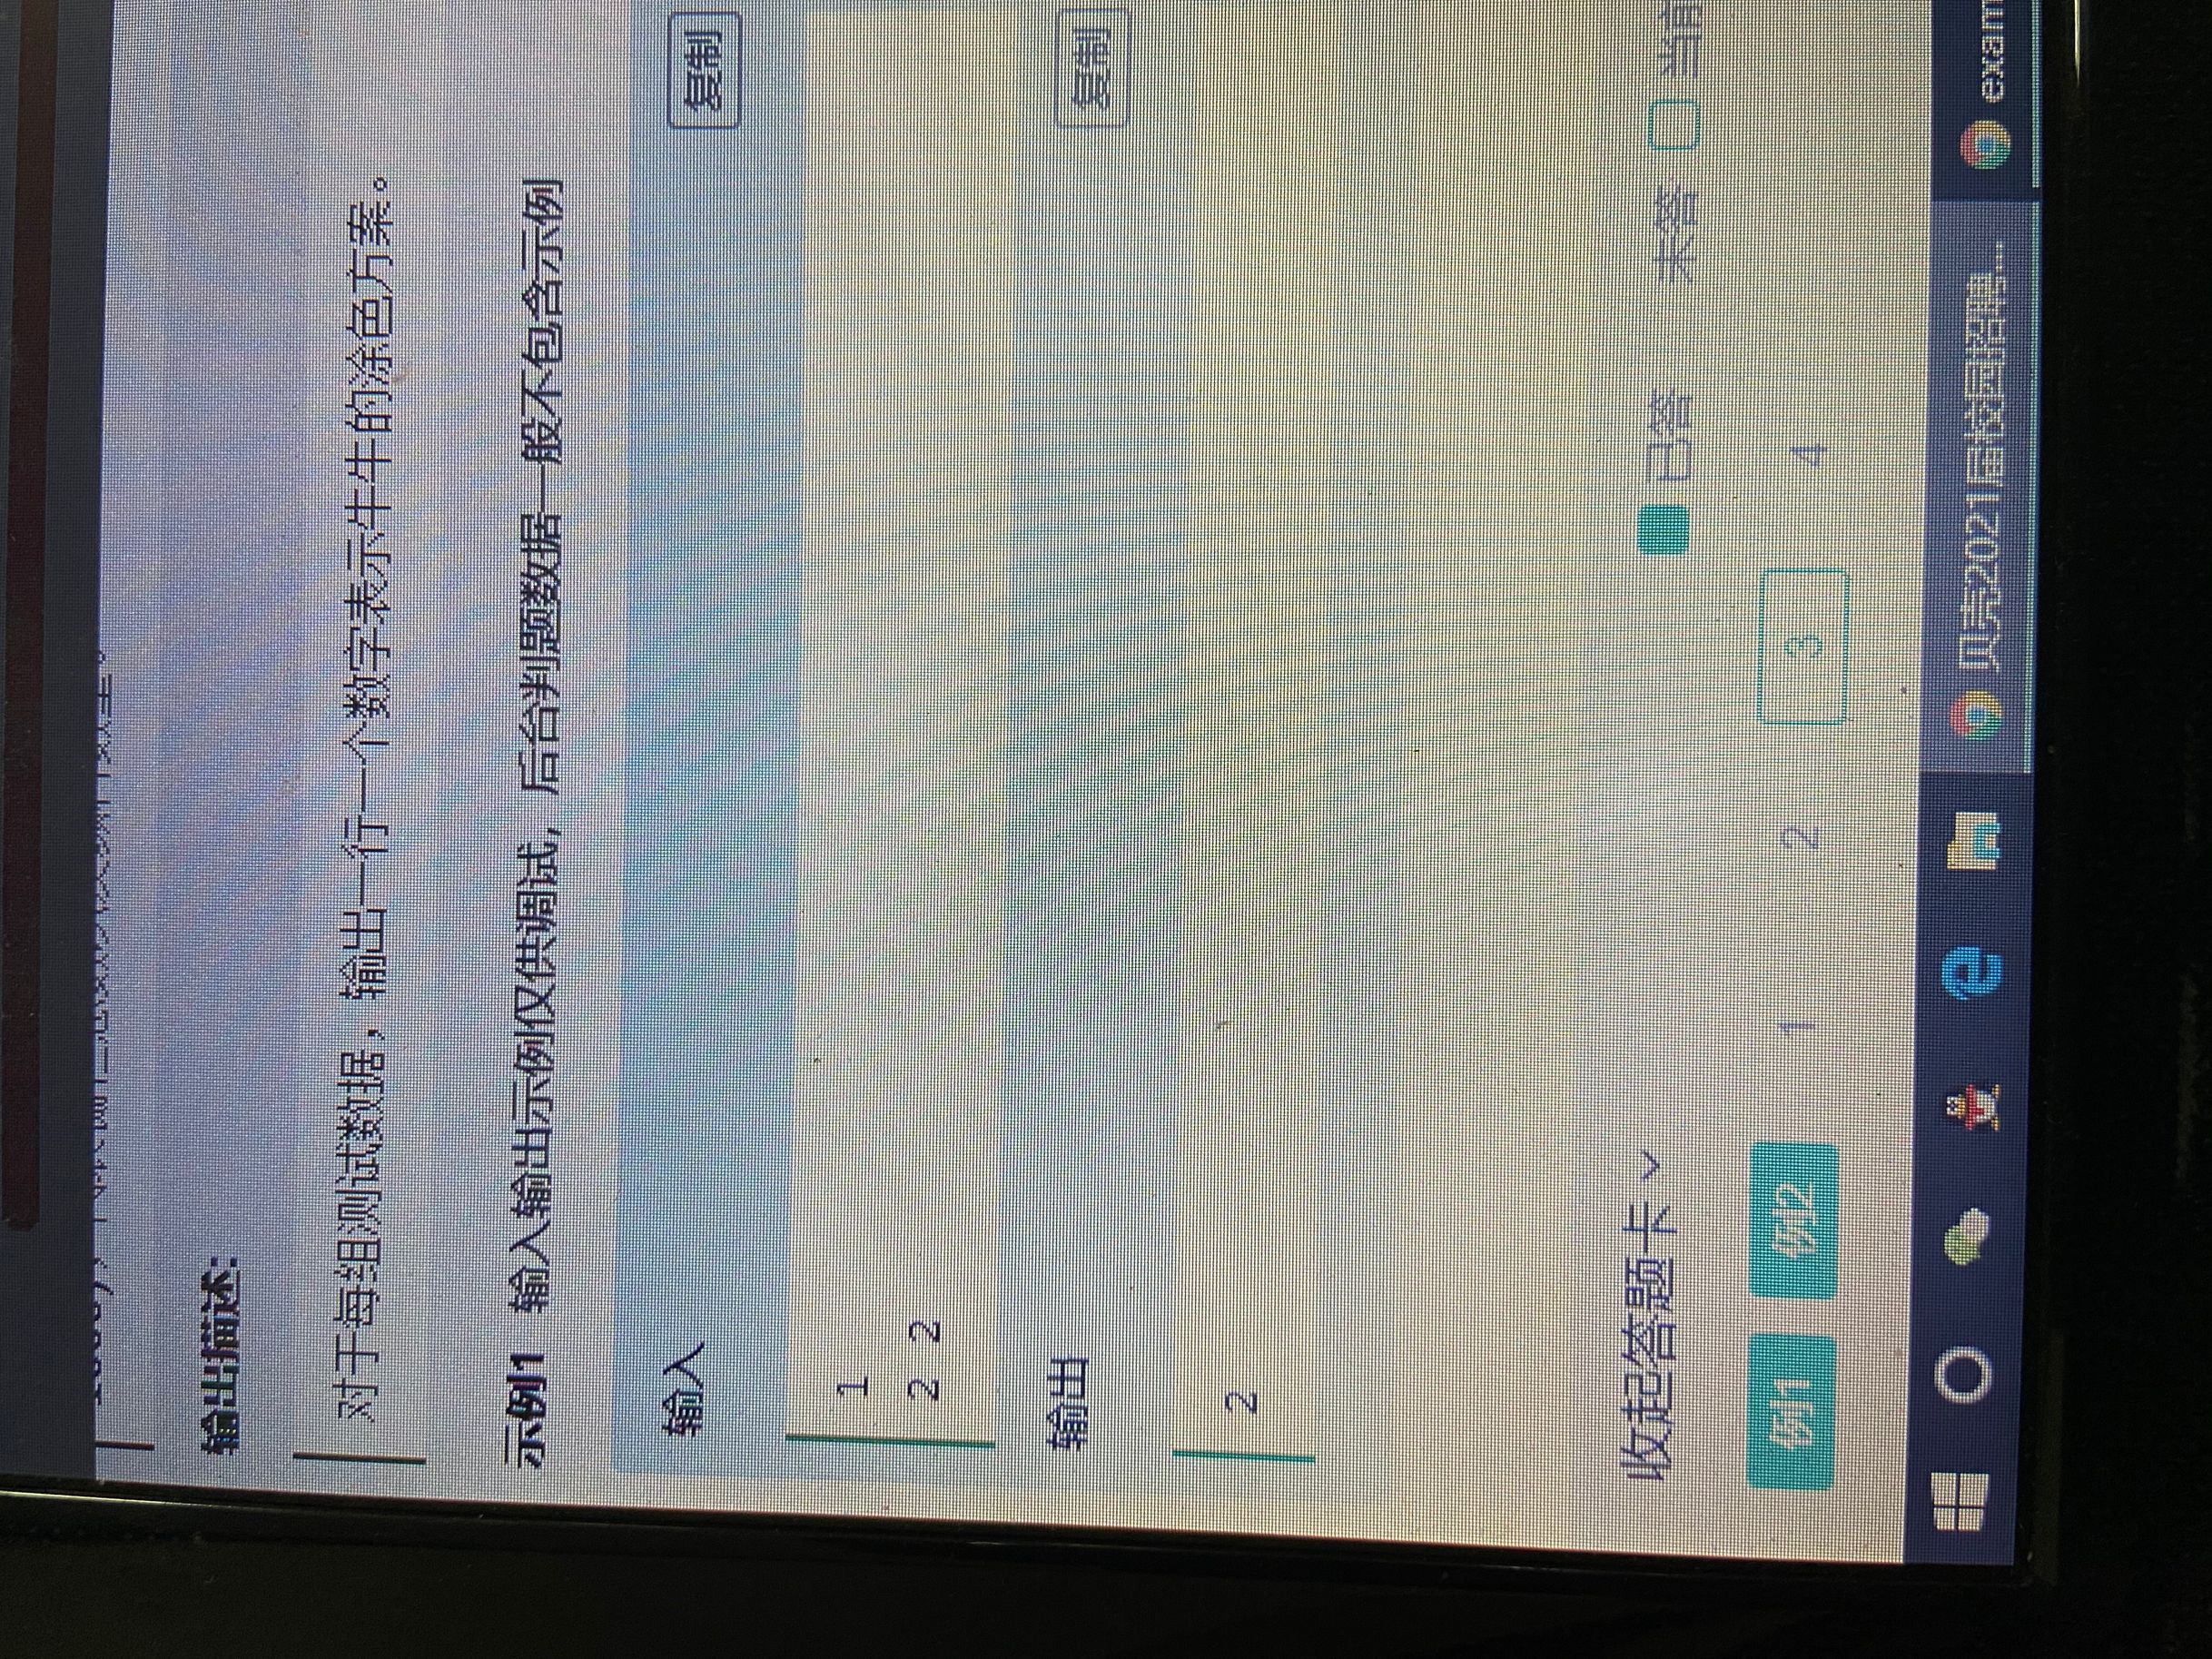 输出描述:
对于每组测试数据，输出一行一个数字表示牛牛的涂色方案。
示例1 输入输出示例仅供调试，后台判题数据一般不包含示例
输入
复制
1
2 2
输出
复制
2
收起答题卡
已答 未答 当前
例1 例2 1 2 3 4
贝壳2021届校园招聘... exam